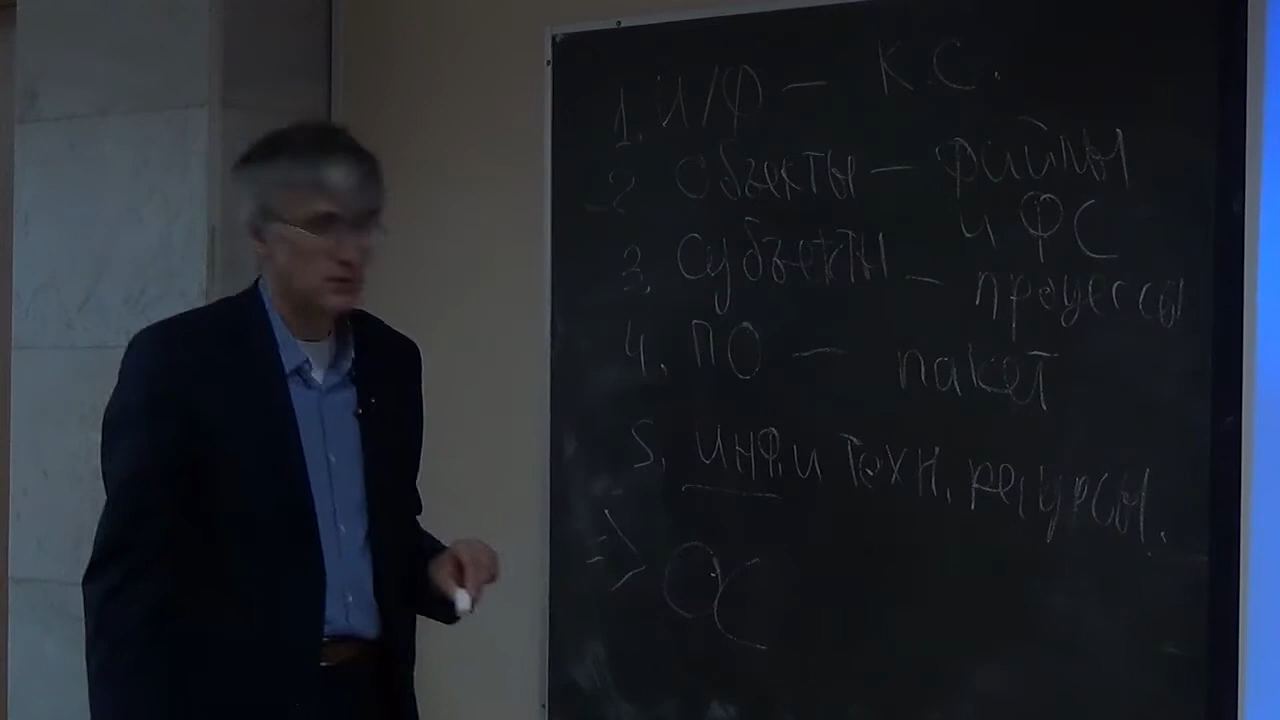 1. И/Ф — К.С.
2 Объекты — файлы
и ФС
3. Субъекты — процессы
4. ПО — пакет
5. инф. и техн. ресурсы.
=> ОС